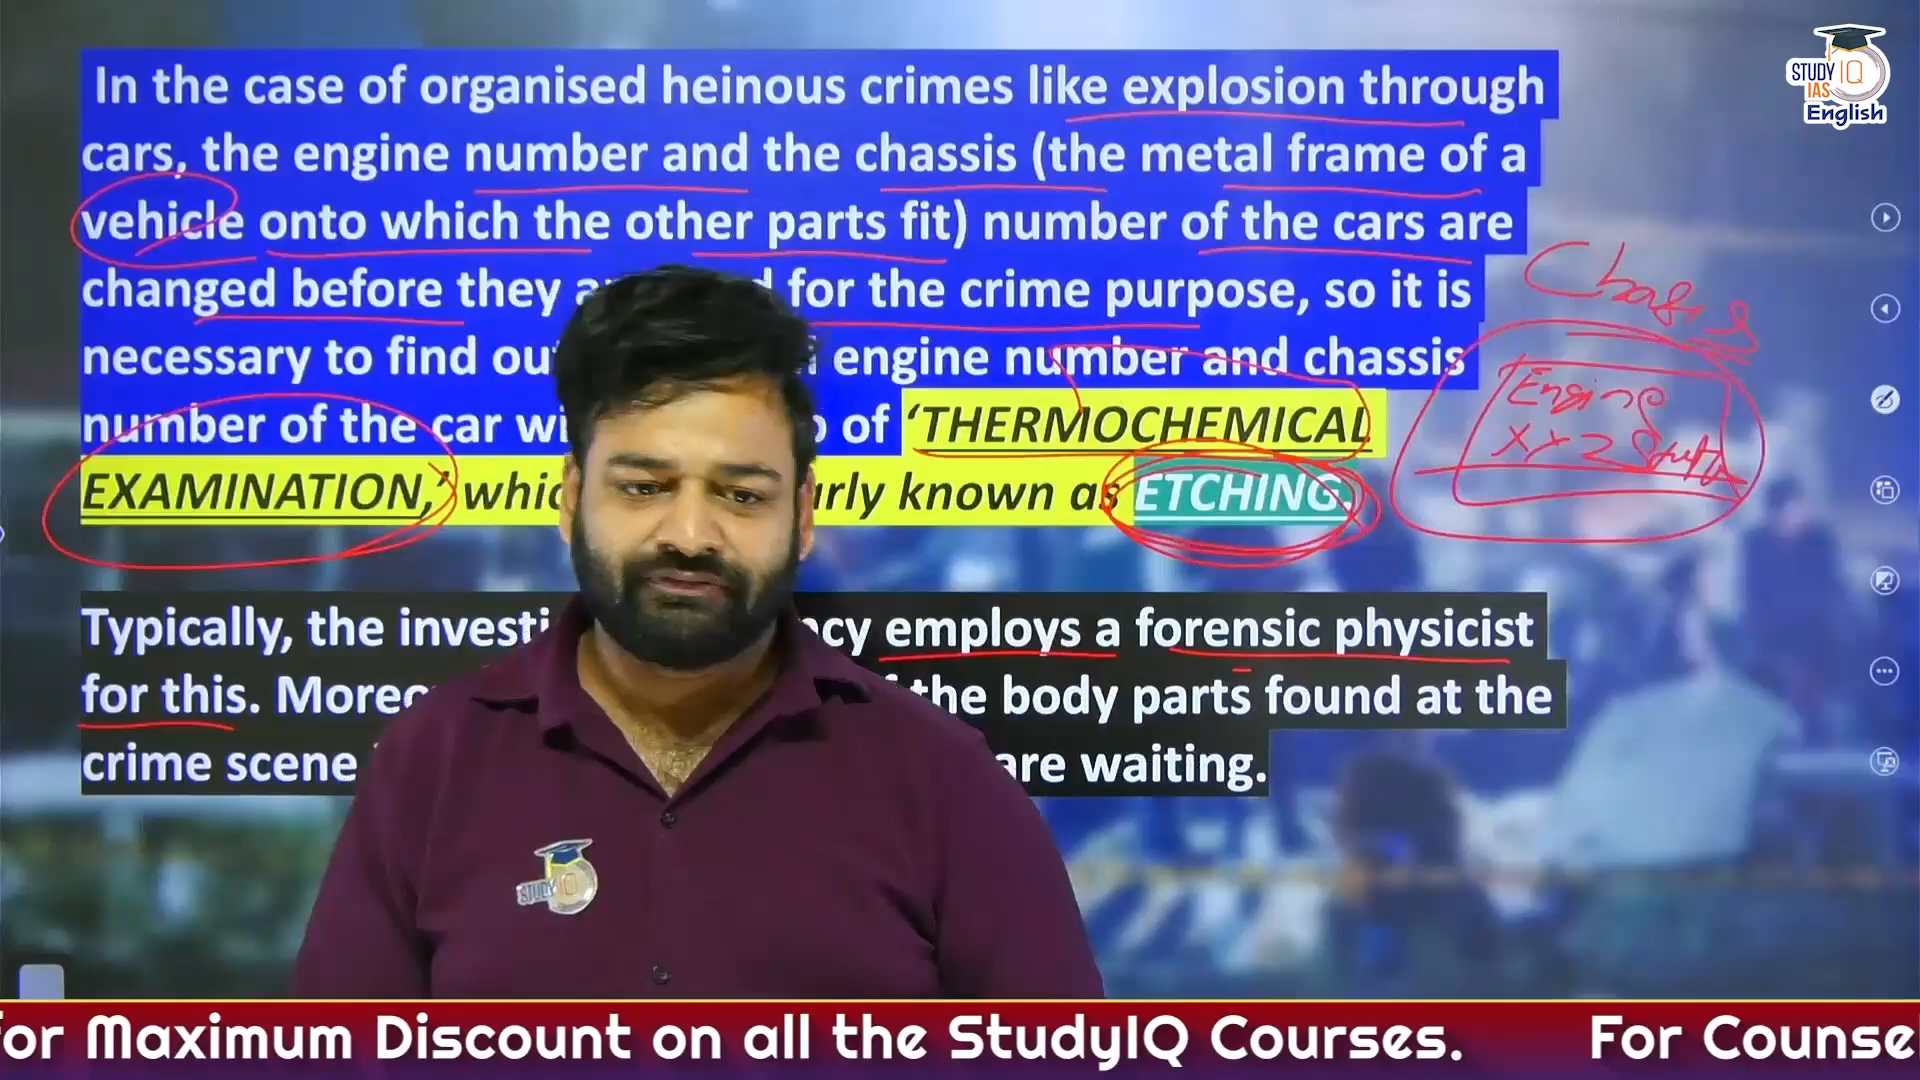 In the case of organised heinous crimes like explosion through
cars, the engine number and the chassis (the metal frame of a
vehicle onto which the other parts fit) number of the cars are
changed before they for the crime purpose, so it is
necessary to find engine number and chassis
number of the car of ‘THERMOCHEMICAL
EXAMINATION,’ known as ETCHING.
Typically, the employs a forensic physicist
for this. the body parts found at the
crime scene are waiting.
Engine
XYZ
STUDY IQ
IAS
English
STUDY IQ
for Maximum Discount on all the StudyIQ Courses. For